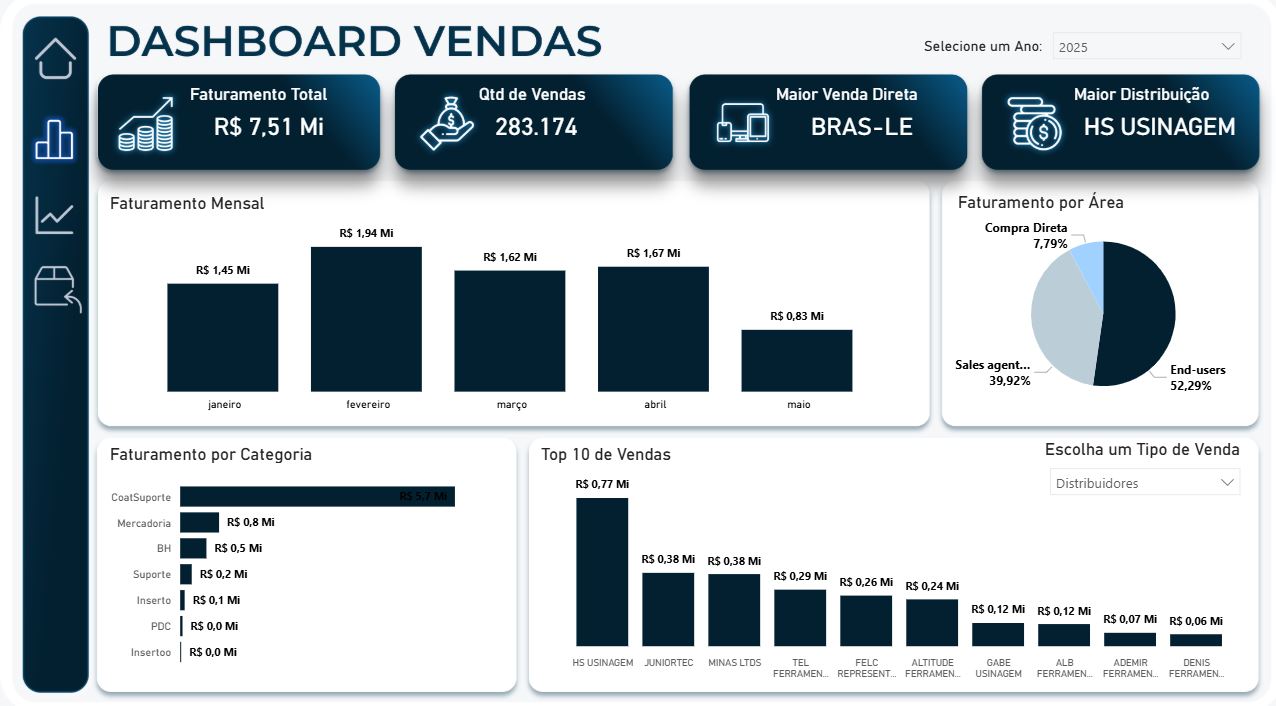 DASHBOARD VENDAS
Selecione um Ano:
2025
Faturamento Total
R$ 7,51 Mi
Qtd de Vendas
283.174
Maior Venda Direta
BRAS-LE
Maior Distribuição
HS USINAGEM
Faturamento Mensal
R$ 1,45 Mi
R$ 1,94 Mi
R$ 1,62 Mi
R$ 1,67 Mi
R$ 0,83 Mi
janeiro
fevereiro
março
abril
maio
Faturamento por Área
Compra Direta
7,79%
Sales agent...
39,92%
End-users
52,29%
Faturamento por Categoria
CoatSuporte
R$ 5,7 Mi
Mercadoria
R$ 0,8 Mi
BH
R$ 0,5 Mi
Suporte
R$ 0,2 Mi
Inserto
R$ 0,1 Mi
PDC
R$ 0,0 Mi
Insertoo
R$ 0,0 Mi
Top 10 de Vendas
Escolha um Tipo de Venda
Distribuidores
R$ 0,77 Mi
R$ 0,38 Mi
R$ 0,38 Mi
R$ 0,29 Mi
R$ 0,26 Mi
R$ 0,24 Mi
R$ 0,12 Mi
R$ 0,12 Mi
R$ 0,07 Mi
R$ 0,06 Mi
HS USINAGEM
JUNIORTEC
MINAS LTDS
TEL
FERRAMEN...
FELC
REPRESENT...
ALTITUDE
FERRAMEN...
GABE
USINAGEM
ALB
FERRAMEN...
ADEMIR
FERRAMEN...
DENIS
FERRAMEN...